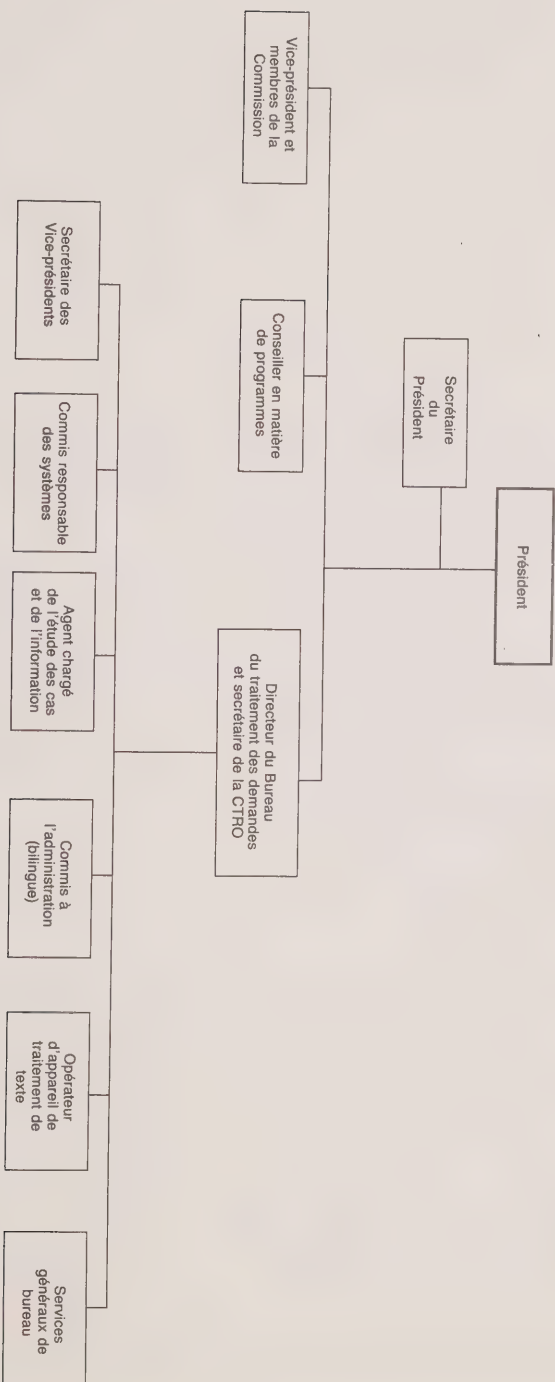 Président
Secrétaire
du
Président
Vice-président et
membres de la
Commission
Conseiller en matière
de programmes
Directeur du Bureau
du traitement des demandes
et secrétaire de la CTRO
Secrétaire des
Vice-présidents
Commis responsable
des systèmes
Agent chargé
de l'étude des cas
et de l'information
Commis à
l'administration
(bilingue)
Opérateur
d'appareil de
traitement de
texte
Services
généraux de
bureau